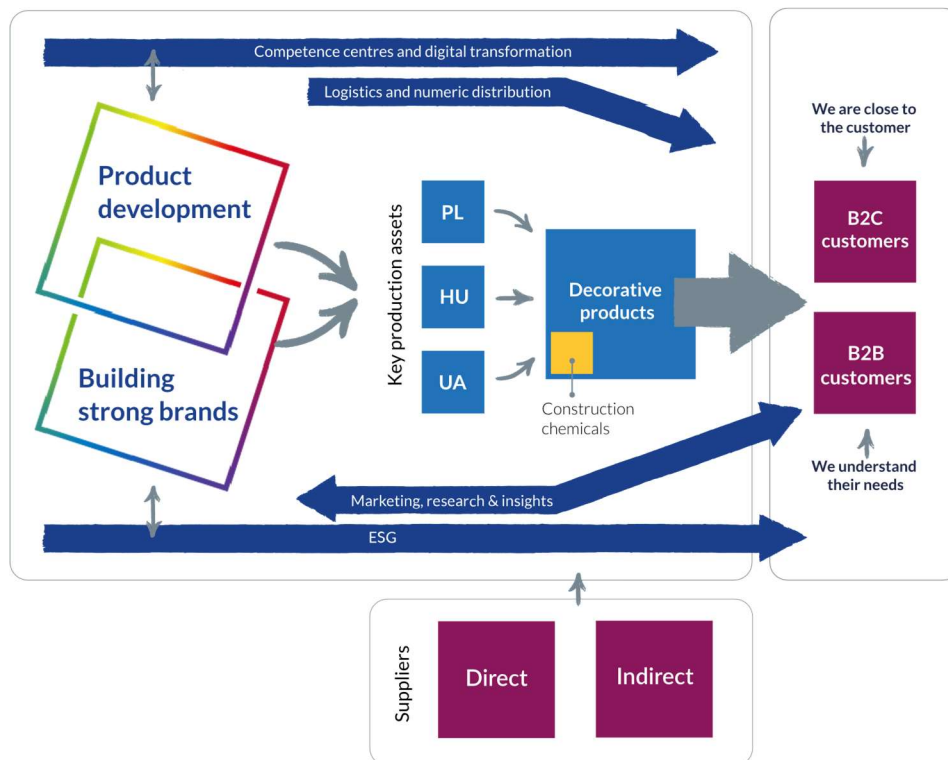 Competence centres and digital transformation
Logistics and numeric distribution
We are close to
the customer
Product
development
Key production assets
PL
HU
UA
Decorative
products
Construction
chemicals
B2C
customers
B2B
customers
Building
strong brands
We understand
their needs
Marketing, research & insights
ESG
Suppliers
Direct
Indirect